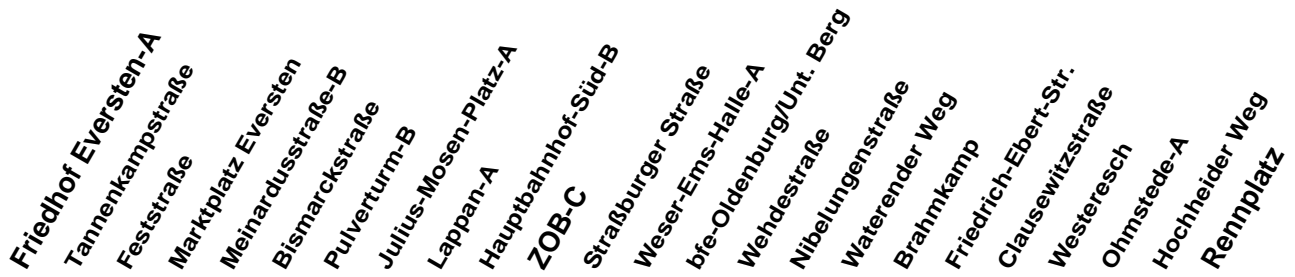 Friedhof Eversten-A
Tannenkampstraße
Feststraße
Marktplatz Eversten
Meinardusstraße-B
Bismarckstraße
Pulverturm-B
Julius-Mosen-Platz-A
Lappan-A
Hauptbahnhof-Süd-B
ZOB-C
Straßburger Straße
Weser-Ems-Halle-A
bfe-Oldenburg/Unt. Berg
Wehdestraße
Nibelungenstraße
Waterender Weg
Brahmkamp
Friedrich-Ebert-Str.
Clausewitzstraße
Westeresch
Ohmstede-A
Hochheider Weg
Rennplatz